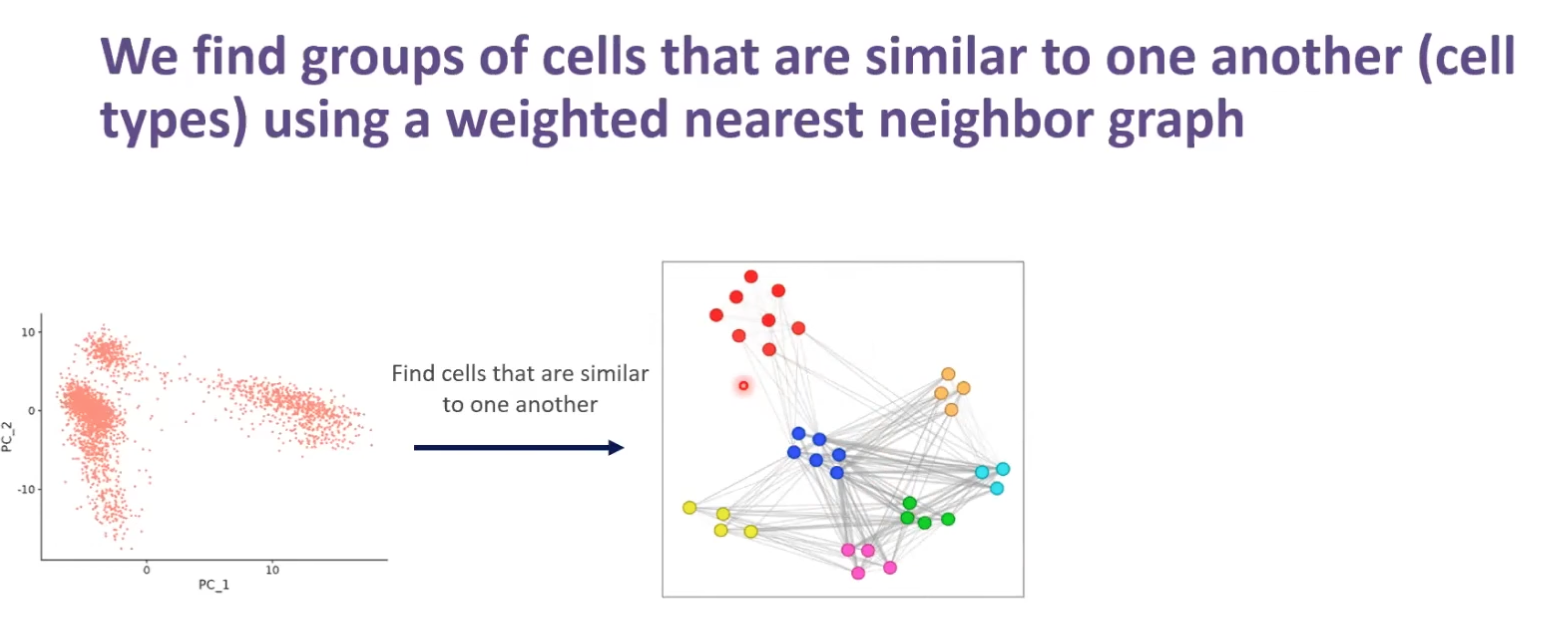 We find groups of cells that are similar to one another (cell
types) using a weighted nearest neighbor graph
Find cells that are similar
to one another
10
0
-10
PC_2
0
10
PC_1